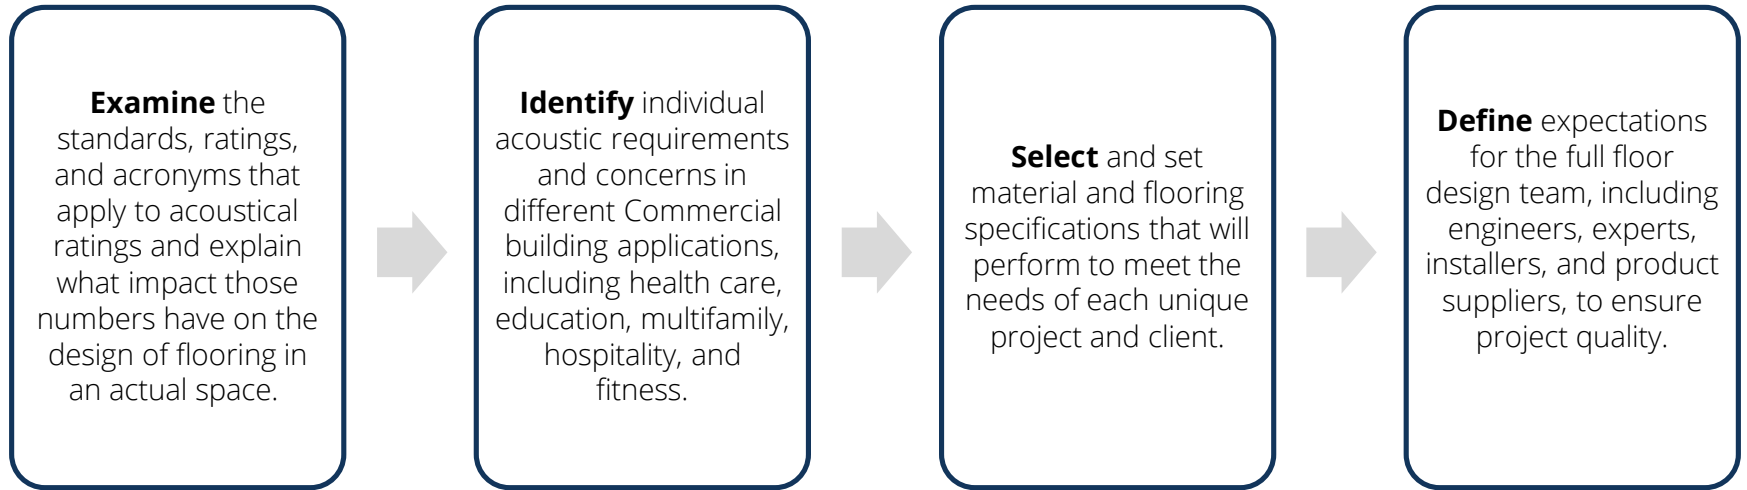 Examine the
standards, ratings,
and acronyms that
apply to acoustical
ratings and explain
what impact those
numbers have on the
design of flooring in
an actual space.
Identify individual
acoustic requirements
and concerns in
different Commercial
building applications,
including health care,
education, multifamily,
hospitality, and
fitness.
Select and set
material and flooring
specifications that will
perform to meet the
needs of each unique
project and client.
Define expectations
for the full floor
design team, including
engineers, experts,
installers, and product
suppliers, to ensure
project quality.